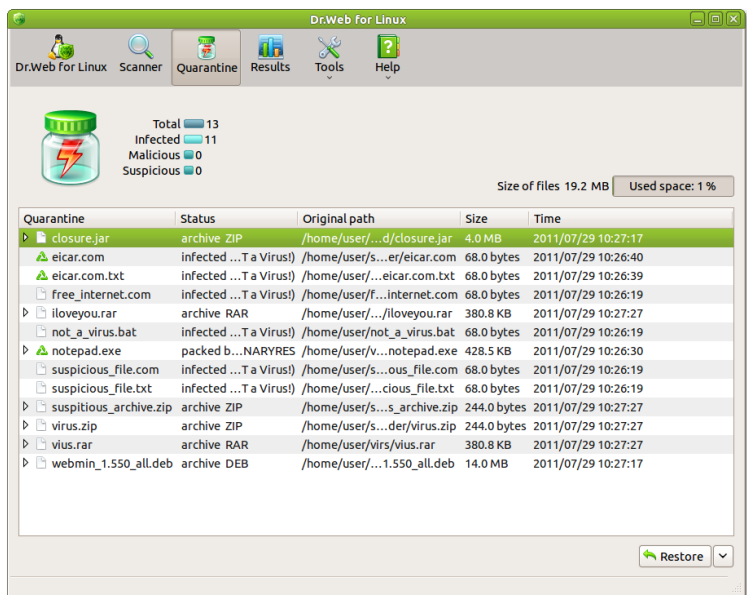 Dr.Web for Linux
Dr.Web for Linux Scanner Quarantine Results Tools Help
Total 13
Infected 11
Malicious 0
Suspicious 0
Size of files 19.2 MB Used space: 1 %
Quarantine Status Original path Size Time
closure.jar archive ZIP /home/user/...d/closure.jar 4.0 MB 2011/07/29 10:27:17
eicar.com infected ...T a Virus!) /home/user/s...er/eicar.com 68.0 bytes 2011/07/29 10:26:40
eicar.com.txt infected ...T a Virus!) /home/user/...eicar.com.txt 68.0 bytes 2011/07/29 10:26:39
free_internet.com infected ...T a Virus!) /home/user/f...internet.com 68.0 bytes 2011/07/29 10:26:19
iloveyou.rar archive RAR /home/user/.../iloveyou.rar 380.8 KB 2011/07/29 10:27:27
not_a_virus.bat infected ...T a Virus!) /home/user/not_a_virus.bat 68.0 bytes 2011/07/29 10:26:19
notepad.exe packed b...NARYRES /home/user/v...notepad.exe 428.5 KB 2011/07/29 10:26:30
suspicious_file.com infected ...T a Virus!) /home/user/s...ous_file.com 68.0 bytes 2011/07/29 10:26:19
suspicious_file.txt infected ...T a Virus!) /home/user/...cious_file.txt 68.0 bytes 2011/07/29 10:26:19
suspitious_archive.zip archive ZIP /home/user/s...s_archive.zip 244.0 bytes 2011/07/29 10:27:27
virus.zip archive ZIP /home/user/s...der/virus.zip 244.0 bytes 2011/07/29 10:27:27
vius.rar archive RAR /home/user/virs/vius.rar 380.8 KB 2011/07/29 10:27:27
webmin_1.550_all.deb archive DEB /home/user/...1.550_all.deb 14.0 MB 2011/07/29 10:27:17
Restore